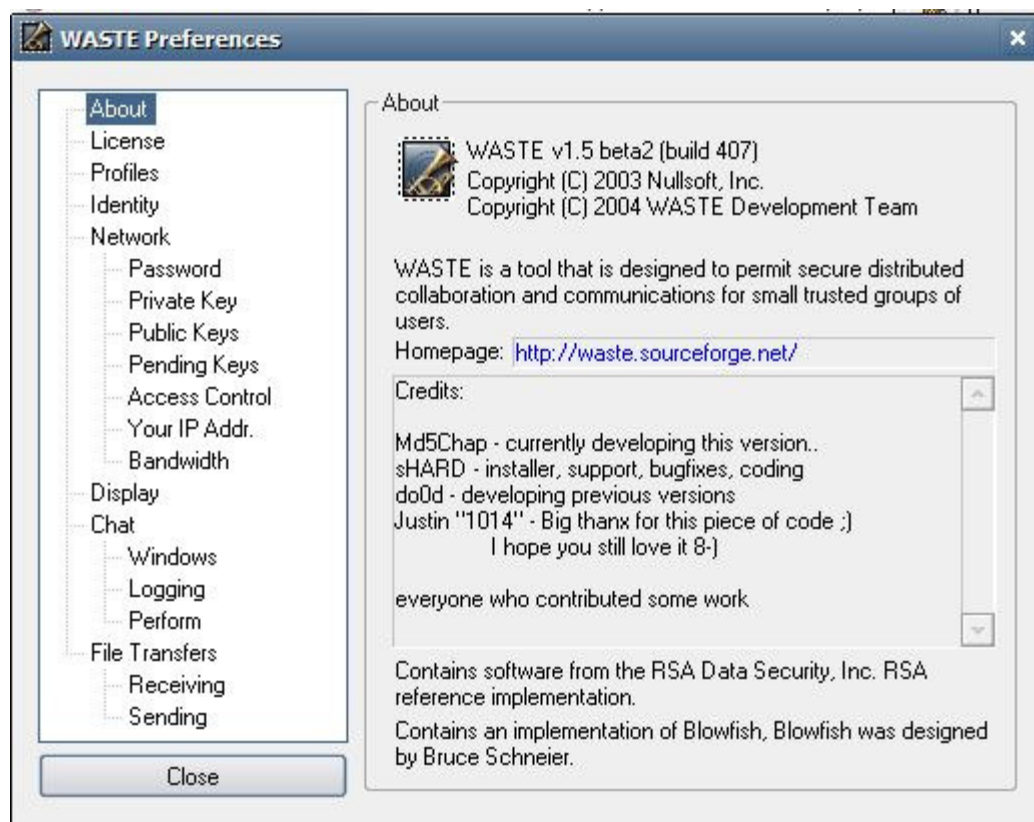 WASTE Preferences
About
License
Profiles
Identity
Network
Password
Private Key
Public Keys
Pending Keys
Access Control
Your IP Addr.
Bandwidth
Display
Chat
Windows
Logging
Perform
File Transfers
Receiving
Sending
Close
About
WASTE v1.5 beta2 (build 407)
Copyright (C) 2003 Nullsoft, Inc.
Copyright (C) 2004 WASTE Development Team
WASTE is a tool that is designed to permit secure distributed
collaboration and communications for small trusted groups of
users.
Homepage: http://waste.sourceforge.net/
Credits:
Md5Chap - currently developing this version..
sHARD - installer, support, bugfixes, coding
do0d - developing previous versions
Justin "1014" - Big thanx for this piece of code ;)
I hope you still love it 8-)
everyone who contributed some work
Contains software from the RSA Data Security, Inc. RSA
reference implementation.
Contains an implementation of Blowfish, Blowfish was designed
by Bruce Schneier.